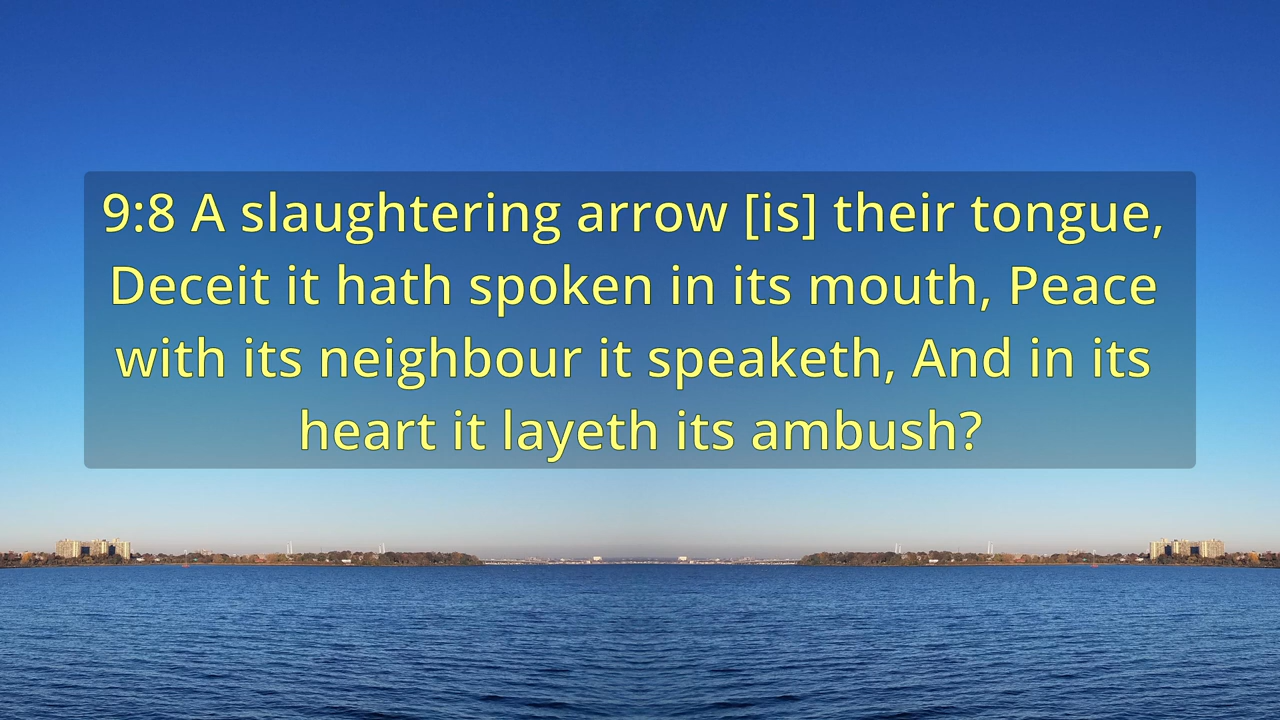 9:8 A slaughtering arrow [is] their tongue,
Deceit it hath spoken in its mouth, Peace
with its neighbour it speaketh, And in its
heart it layeth its ambush?